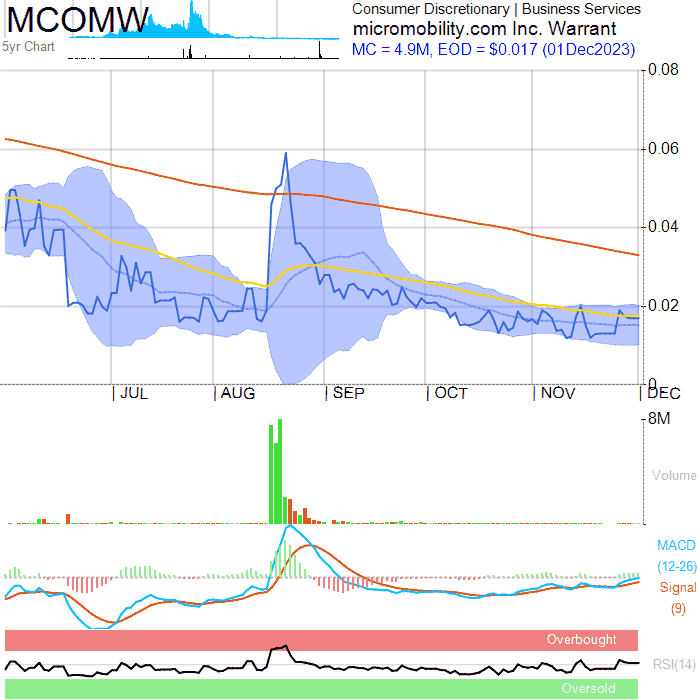 MCOMW
5yr Chart
Consumer Discretionary | Business Services
micromobility.com Inc. Warrant
MC = 4.9M, EOD = $0.017 (01Dec2023)
0.08
0.06
0.04
0.02
0
JUL AUG SEP OCT NOV DEC
8M
Volume
MACD
(12-26)
Signal
(9)
Overbought
RSI(14)
Oversold